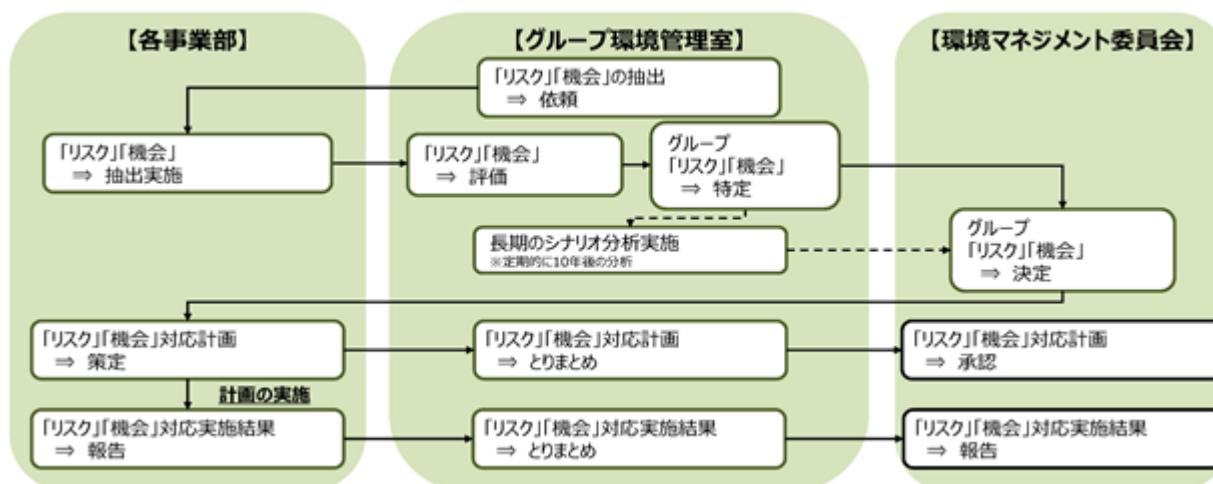 【各事業部】
【グループ環境管理室】
【環境マネジメント委員会】
「リスク」「機会」の抽出
⇒ 依頼
「リスク」「機会」
⇒ 抽出実施
「リスク」「機会」
⇒ 評価
グループ
「リスク」「機会」
⇒ 特定
長期のシナリオ分析実施
※定期的に10年後の分析
グループ
「リスク」「機会」
⇒ 決定
「リスク」「機会」対応計画
⇒ 策定
「リスク」「機会」対応計画
⇒ とりまとめ
「リスク」「機会」対応計画
⇒ 承認
計画の実施
「リスク」「機会」対応実施結果
⇒ 報告
「リスク」「機会」対応実施結果
⇒ とりまとめ
「リスク」「機会」対応実施結果
⇒ 報告